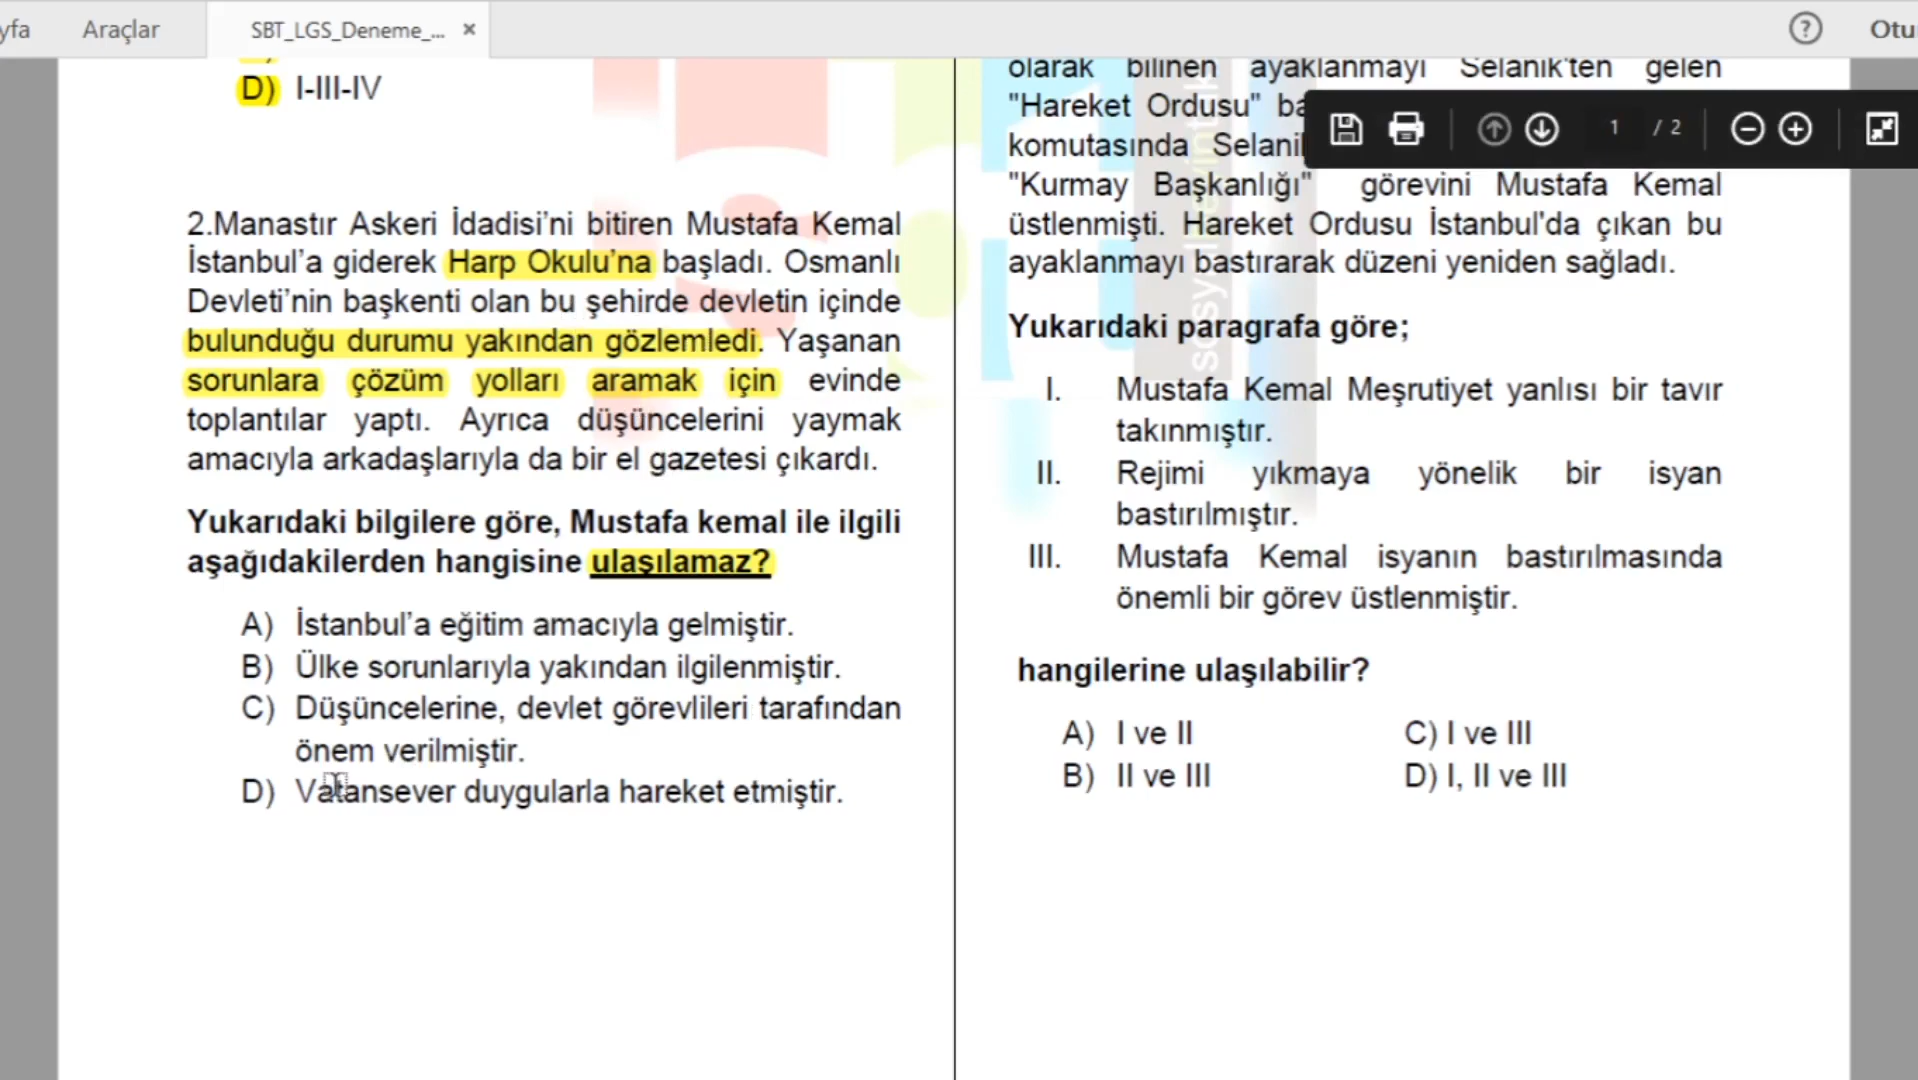 yfa
Araçlar
SBT_LGS_Deneme_...
×
?
Otu
D) I-III-IV
2.Manastır Askeri İdadisi’ni bitiren Mustafa Kemal
İstanbul’a giderek Harp Okulu’na başladı. Osmanlı
Devleti’nin başkenti olan bu şehirde devletin içinde
bulunduğu durumu yakından gözlemledi. Yaşanan
sorunlara çözüm yolları aramak için evinde
toplantılar yaptı. Ayrıca düşüncelerini yaymak
amacıyla arkadaşlarıyla da bir el gazetesi çıkardı.
Yukarıdaki bilgilere göre, Mustafa kemal ile ilgili
aşağıdakilerden hangisine ulaşılamaz?
A) İstanbul’a eğitim amacıyla gelmiştir.
B) Ülke sorunlarıyla yakından ilgilenmiştir.
C) Düşüncelerine, devlet görevlileri tarafından
önem verilmiştir.
D) Vatansever duygularla hareket etmiştir.
olarak bilinen ayaklanmayı Selanik'ten gelen
"Hareket Ordusu" ba
komutasında Selani
"Kurmay Başkanlığı" görevini Mustafa Kemal
üstlenmişti. Hareket Ordusu İstanbul'da çıkan bu
ayaklanmayı bastırarak düzeni yeniden sağladı.
1 / 2
Yukarıdaki paragrafa göre;
I. Mustafa Kemal Meşrutiyet yanlısı bir tavır
takınmıştır.
II. Rejimi yıkmaya yönelik bir isyan
bastırılmıştır.
III. Mustafa Kemal isyanın bastırılmasında
önemli bir görev üstlenmiştir.
hangilerine ulaşılabilir?
A) I ve II C) I ve III
B) II ve III D) I, II ve III